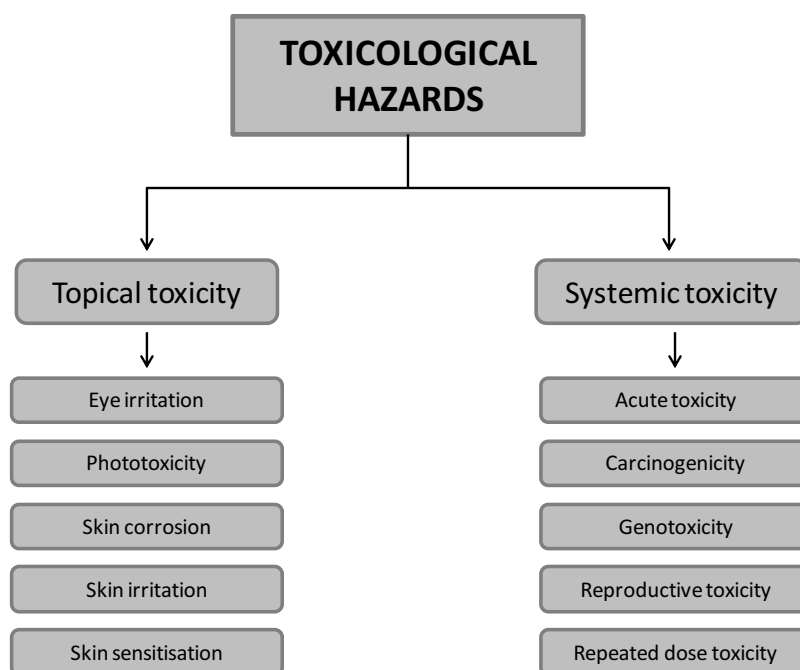 TOXICOLOGICAL
HAZARDS
Topical toxicity
Eye irritation
Phototoxicity
Skin corrosion
Skin irritation
Skin sensitisation
Systemic toxicity
Acute toxicity
Carcinogenicity
Genotoxicity
Reproductive toxicity
Repeated dose toxicity